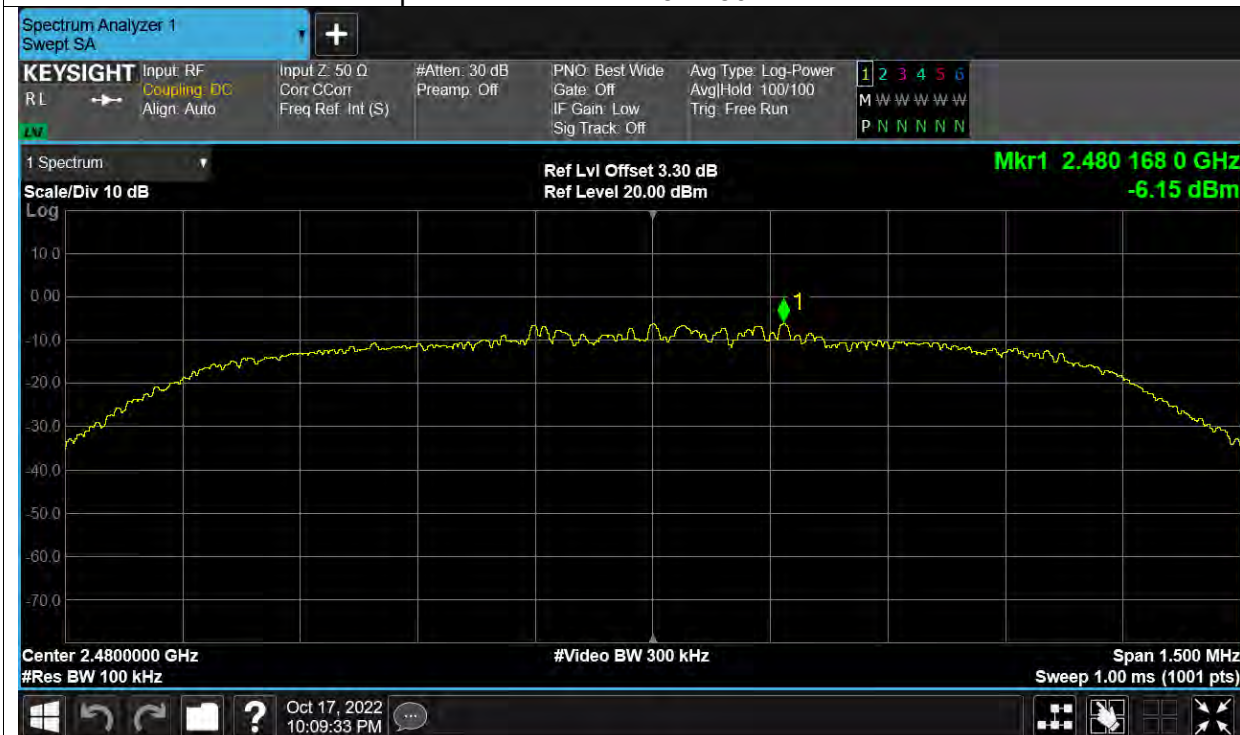 Spectrum Analyzer 1
Swept SA
+
KEYSIGHT
RL
LXI
Input: RF
Coupling: DC
Align: Auto
Input Z: 50 Ω
Corr CCorr
Freq Ref: Int (S)
#Atten: 30 dB
Preamp: Off
PNO: Best Wide
Gate: Off
IF Gain: Low
Sig Track: Off
Avg Type: Log-Power
Avg|Hold: 100/100
Trig: Free Run
1 2 3 4 5 6
M W W W W W
P N N N N N
1 Spectrum
Scale/Div 10 dB
Ref Lvl Offset 3.30 dB
Ref Level 20.00 dBm
Mkr1 2.480 168 0 GHz
-6.15 dBm
Log
10.0
0.00
-10.0
-20.0
-30.0
-40.0
-50.0
-60.0
-70.0
1
Center 2.4800000 GHz
#Res BW 100 kHz
#Video BW 300 kHz
Span 1.500 MHz
Sweep 1.00 ms (1001 pts)
?
Oct 17, 2022
10:09:33 PM